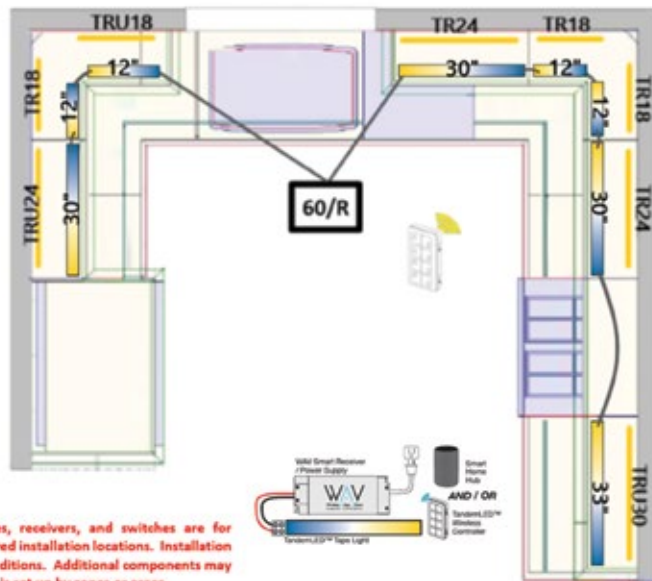 TRU18
TR24
TR18
12"
30"
12"
TR18
12"
12"
TR18
TRU24
30"
60/R
30"
TR24
WAV Smart Receiver
/ Power Supply
WAV
Smart
Home
Hub
AND / OR
TandemLED™
Wireless
Controller
TandemLED™ Tape Light
33"
TRU30
es, receivers, and switches are for
ed installation locations. Installation
ditions. Additional components may